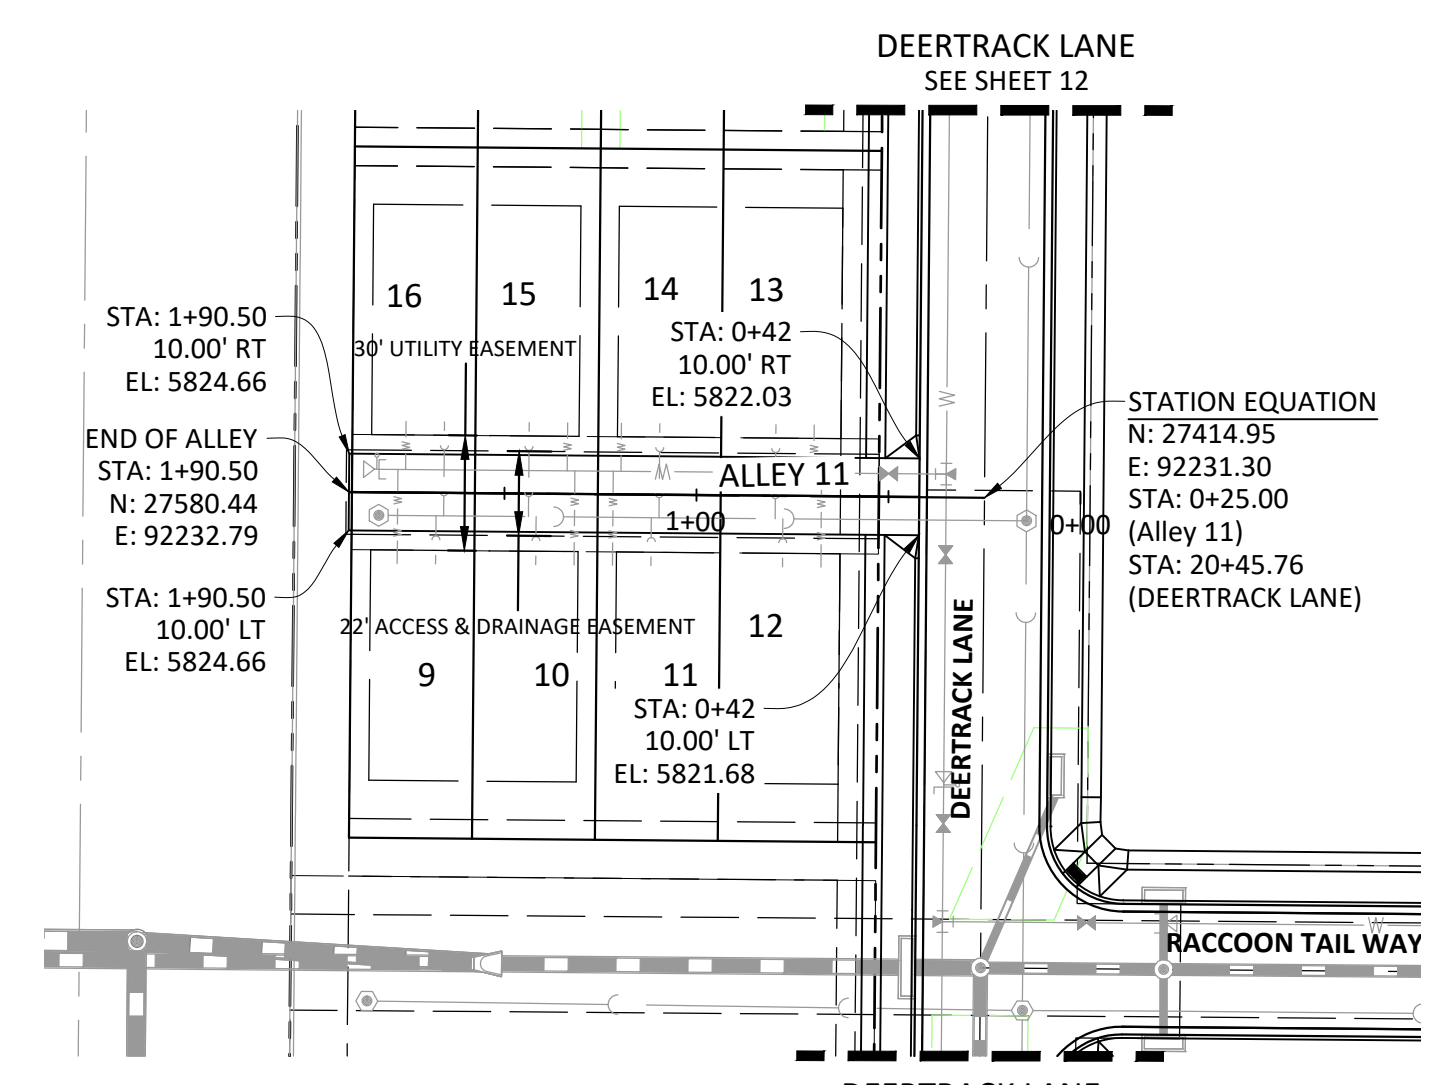 DEERTRACK LANE
SEE SHEET 12
16
15
14
13
STA: 1+90.50
10.00' RT
EL: 5824.66
30' UTILITY EASEMENT
STA: 0+42
10.00' RT
EL: 5822.03
END OF ALLEY
STA: 1+90.50
N: 27580.44
E: 92232.79
ALLEY 11
1+00
0+00
STATION EQUATION
N: 27414.95
E: 92231.30
STA: 0+25.00
(Alley 11)
STA: 20+45.76
(DEERTRACK LANE)
STA: 1+90.50
10.00' LT
EL: 5824.66
22' ACCESS & DRAINAGE EASEMENT
9
10
11
12
STA: 0+42
10.00' LT
EL: 5821.68
DEERTRACK LANE
W
W
RACCOON TAIL WAY
DEERTRACK LANE